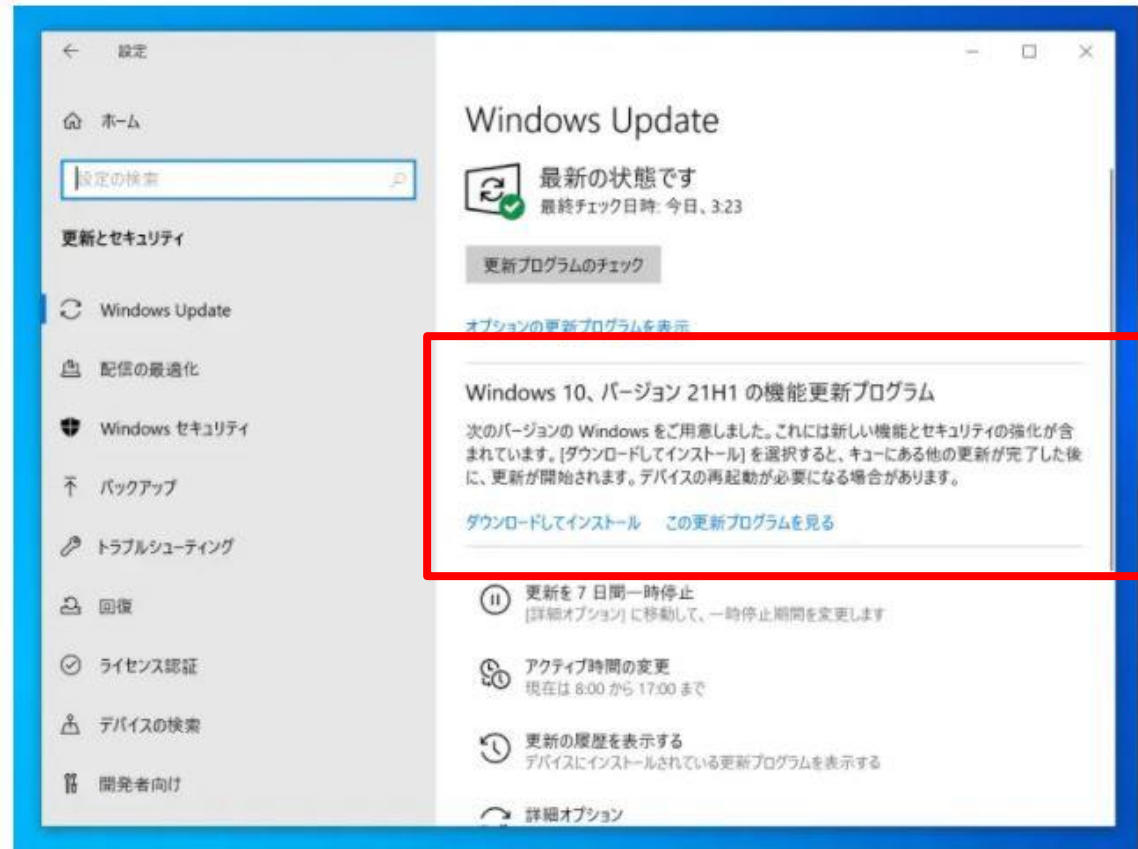 設定
ホーム
設定の検索
更新とセキュリティ
Windows Update
配信の最適化
Windows セキュリティ
バックアップ
トラブルシューティング
回復
ライセンス認証
デバイスの検索
開発者向け
Windows Update
最新の状態です
最終チェック日時: 今日、3:23
更新プログラムのチェック
オプションの更新プログラムを表示
Windows 10、バージョン 21H1 の機能更新プログラム
次のバージョンの Windows をご用意しました。これには新しい機能とセキュリティの強化が含
まれています。[ダウンロードしてインストール] を選択すると、キューにある他の更新が完了した後
に、更新が開始されます。デバイスの再起動が必要になる場合があります。
ダウンロードしてインストール この更新プログラムを見る
更新を 7 日間一時停止
[詳細オプション] に移動して、一時停止期間を変更します
アクティブ時間の変更
現在は 8:00 から 17:00 まで
更新の履歴を表示する
デバイスにインストールされている更新プログラムを表示する
詳細オプション